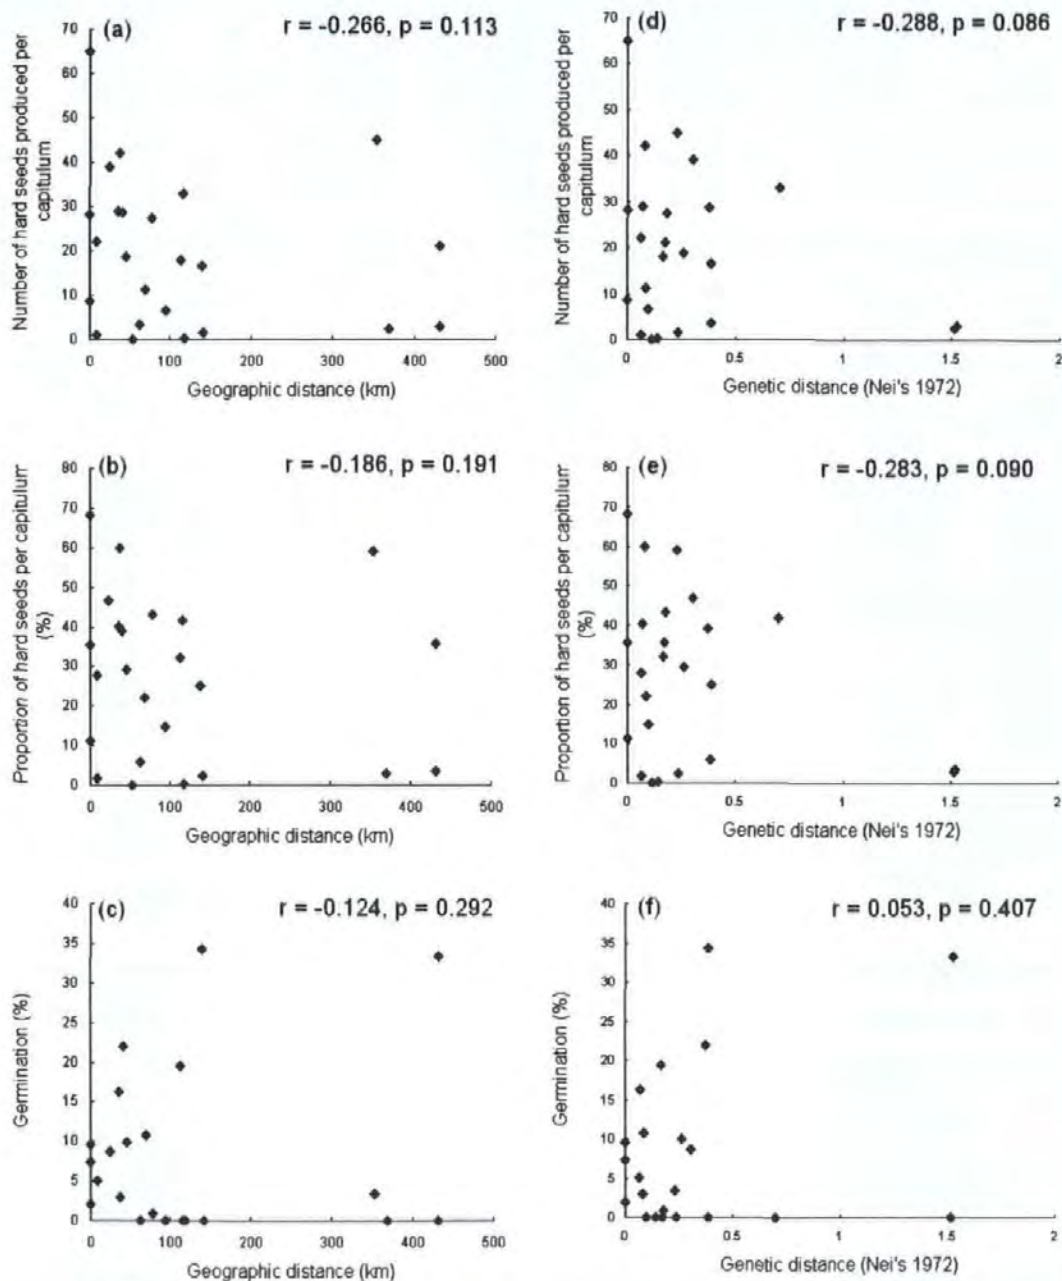 (a)
r = -0.266, p = 0.113
Number of hard seeds produced per
capitulum
70
60
50
40
30
20
10
0
0 100 200 300 400 500
Geographic distance (km)
(d)
r = -0.288, p = 0.086
Number of hard seeds produced per
capitulum
70
60
50
40
30
20
10
0
0 0.5 1 1.5 2
Genetic distance (Nei's 1972)
(b)
r = -0.186, p = 0.191
Proportion of hard seeds per capitulum
(%)
80
70
60
50
40
30
20
10
0
0 100 200 300 400 500
Geographic distance (km)
(e)
r = -0.283, p = 0.090
Proportion of hard seeds per capitulum
(%)
80
70
60
50
40
30
20
10
0
0 0.5 1 1.5 2
Genetic distance (Nei's 1972)
(c)
r = -0.124, p = 0.292
Germination (%)
40
35
30
25
20
15
10
5
0
0 100 200 300 400 500
Geographic distance (km)
(f)
r = 0.053, p = 0.407
Germination (%)
40
35
30
25
20
15
10
5
0
0 0.5 1 1.5 2
Genetic distance (Nei's 1972)